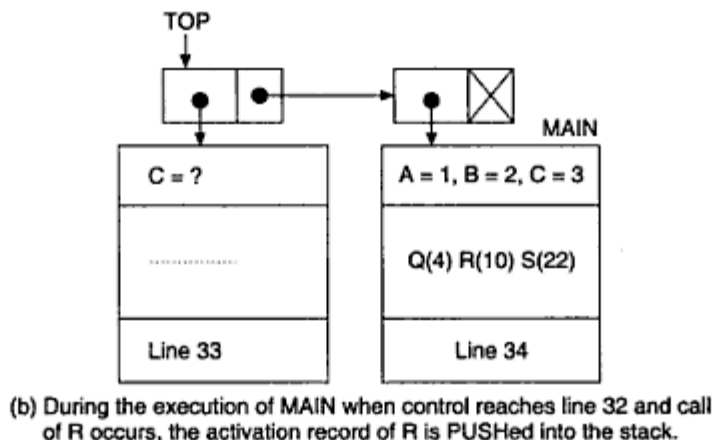 TOP
MAIN
C = ?
A = 1, B = 2, C = 3
Q(4) R(10) S(22)
Line 33
Line 34
(b) During the execution of MAIN when control reaches line 32 and call
of R occurs, the activation record of R is PUSHed into the stack.